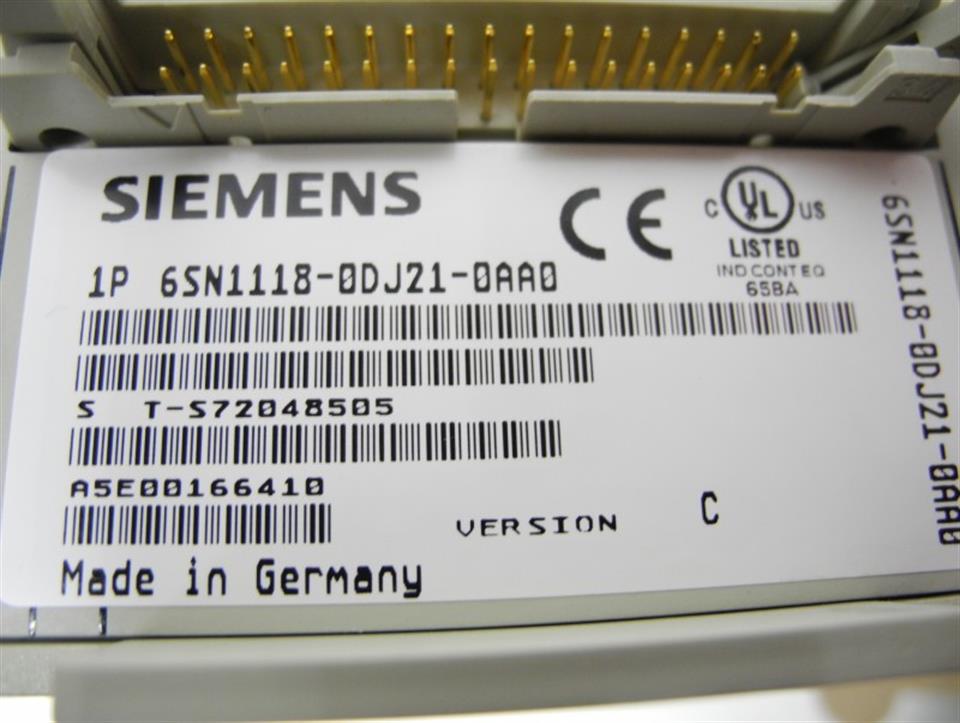 SIEMENS
CE
C UL US
LISTED
IND CONT EQ
65BA
1P 6SN1118-0DJ21-0AA0
S T-S72048505
A5E00166410
VERSION C
Made in Germany
6SN1118-0DJ21-0AA0